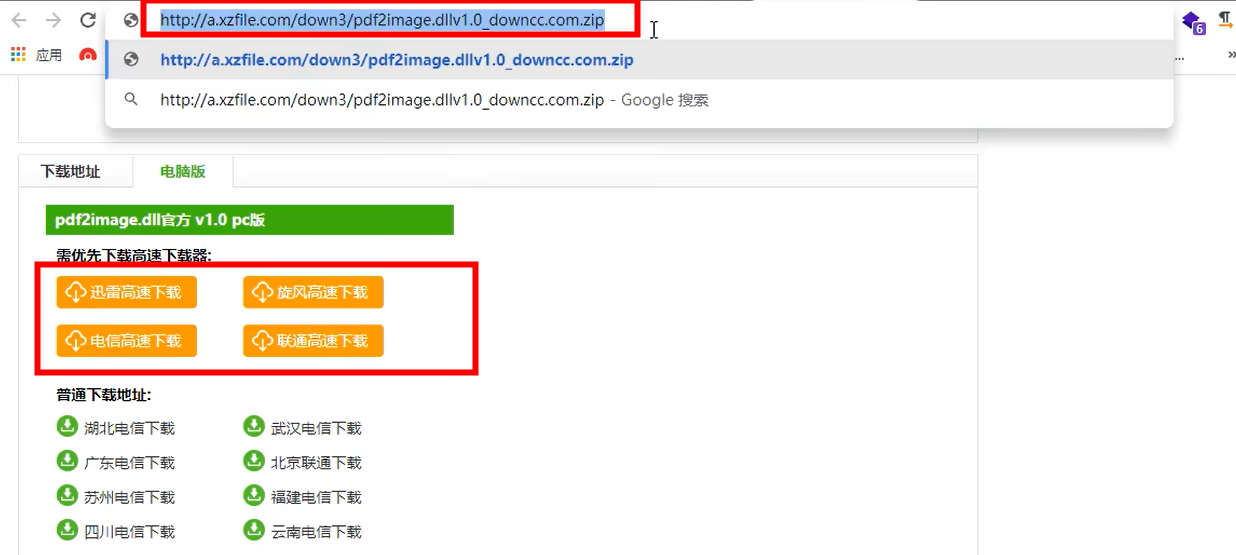 http://a.xzfile.com/down3/pdf2image.dllv1.0_downcc.com.zip
6
应用
http://a.xzfile.com/down3/pdf2image.dllv1.0_downcc.com.zip
...
»
http://a.xzfile.com/down3/pdf2image.dllv1.0_downcc.com.zip - Google 搜索
下载地址 电脑版
pdf2image.dll官方 v1.0 pc版
需优先下载高速下载器:
迅雷高速下载 旋风高速下载
电信高速下载 联通高速下载
普通下载地址:
湖北电信下载 武汉电信下载
广东电信下载 北京联通下载
苏州电信下载 福建电信下载
四川电信下载 云南电信下载